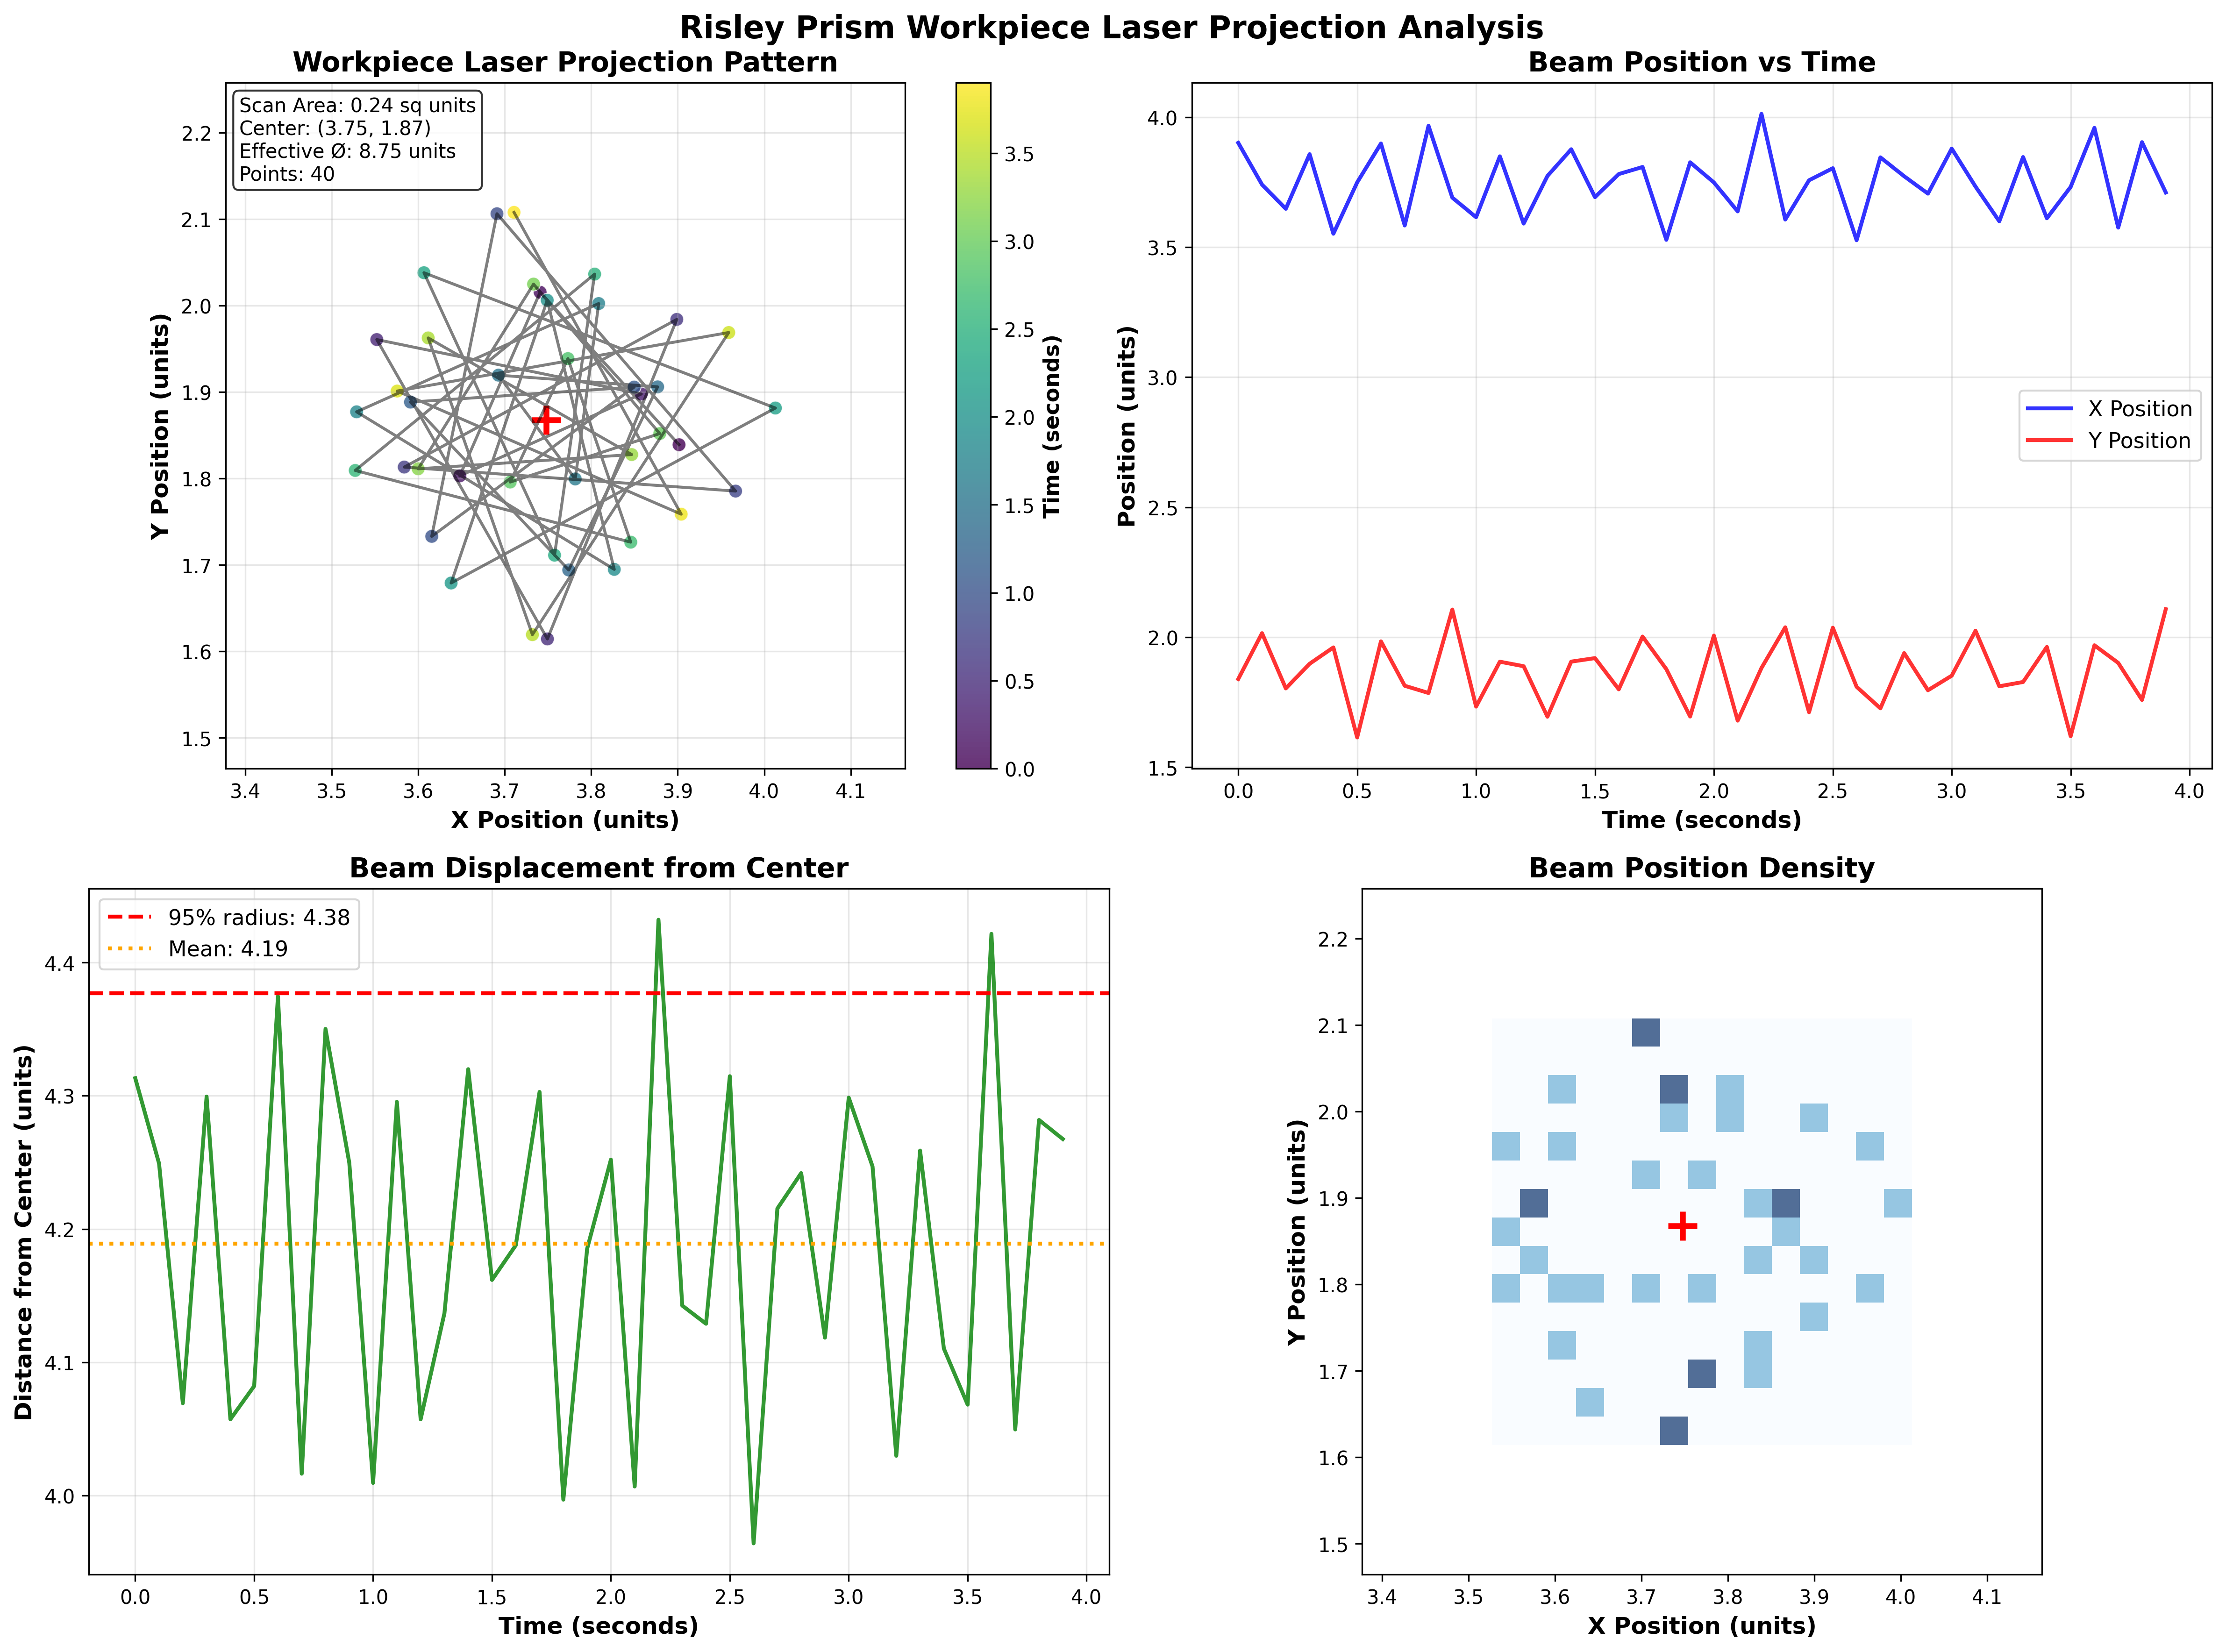 Risley Prism Workpiece Laser Projection Analysis
Workpiece Laser Projection Pattern
Scan Area: 0.24 sq units
Center: (3.75, 1.87)
Effective Ø: 8.75 units
Points: 40
Y Position (units)
2.2
2.1
2.0
1.9
1.8
1.7
1.6
1.5
3.4 3.5 3.6 3.7 3.8 3.9 4.0 4.1
X Position (units)
3.5
3.0
2.5
2.0
1.5
1.0
0.5
0.0
Time (seconds)
Beam Position vs Time
Position (units)
4.0
3.5
3.0
2.5
2.0
1.5
X Position
Y Position
0.0 0.5 1.0 1.5 2.0 2.5 3.0 3.5 4.0
Time (seconds)
Beam Displacement from Center
95% radius: 4.38
Mean: 4.19
Distance from Center (units)
4.4
4.3
4.2
4.1
4.0
0.0 0.5 1.0 1.5 2.0 2.5 3.0 3.5 4.0
Time (seconds)
Beam Position Density
Y Position (units)
2.2
2.1
2.0
1.9
1.8
1.7
1.6
1.5
3.4 3.5 3.6 3.7 3.8 3.9 4.0 4.1
X Position (units)